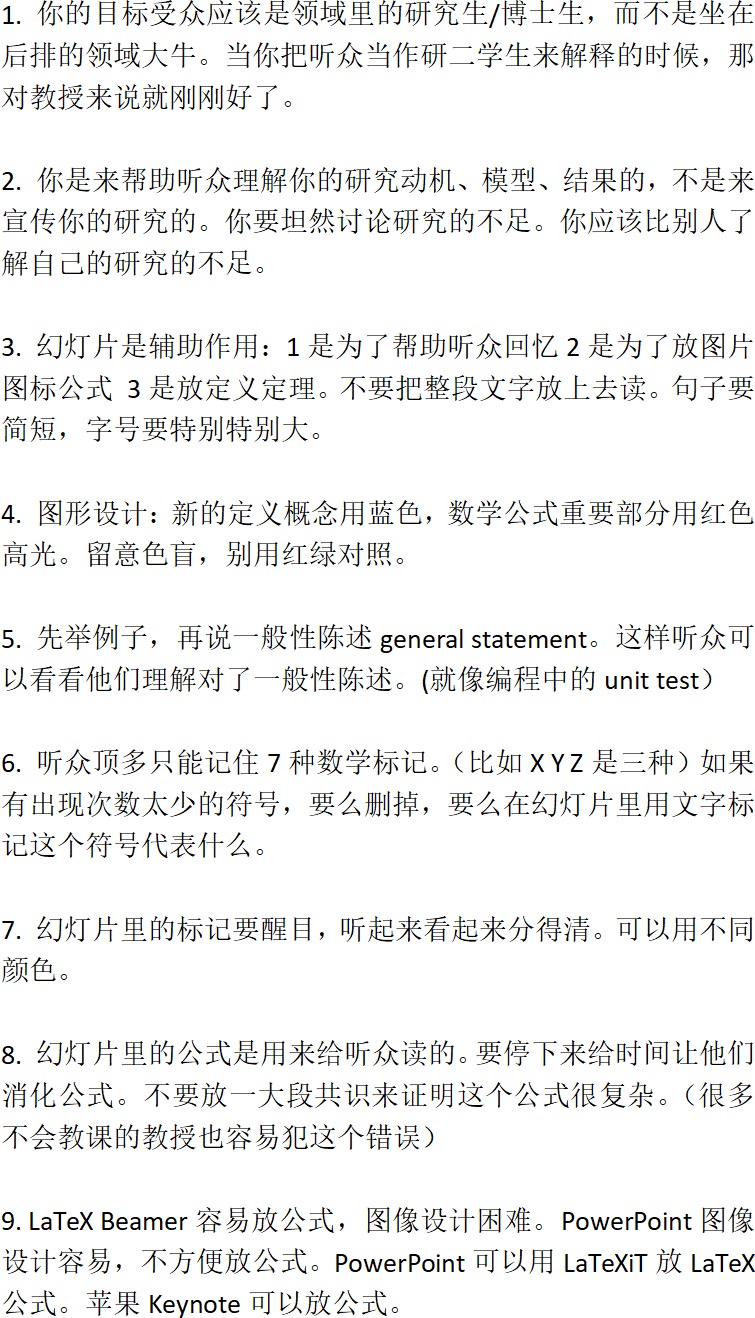 1. 你的目标受众应该是领域里的研究生/博士生，而不是坐在
后排的领域大牛。当你把听众当作研二学生来解释的时候，那
对教授来说就刚刚好了。
2. 你是来帮助听众理解你的研究动机、模型、结果的，不是来
宣传你的研究的。你要坦然讨论研究的不足。你应该比别人了
解自己的研究的不足。
3. 幻灯片是辅助作用：1 是为了帮助听众回忆 2 是为了放图片
图标公式 3 是放定义定理。不要把整段文字放上去读。句子要
简短，字号要特别特别大。
4. 图形设计：新的定义概念用蓝色，数学公式重要部分用红色
高光。留意色盲，别用红绿对照。
5. 先举例子，再说一般性陈述 general statement。这样听众可
以看看他们理解对了一般性陈述。(就像编程中的 unit test）
6. 听众顶多只能记住 7 种数学标记。（比如 X Y Z 是三种）如果
有出现次数太少的符号，要么删掉，要么在幻灯片里用文字标
记这个符号代表什么。
7. 幻灯片里的标记要醒目，听起来看起来分得清。可以用不同
颜色。
8. 幻灯片里的公式是用来给听众读的。要停下来给时间让他们
消化公式。不要放一大段共识来证明这个公式很复杂。（很多
不会教课的教授也容易犯这个错误）
9. LaTeX Beamer 容易放公式，图像设计困难。PowerPoint 图像
设计容易，不方便放公式。PowerPoint 可以用 LaTeXiT 放 LaTeX
公式。苹果 Keynote 可以放公式。